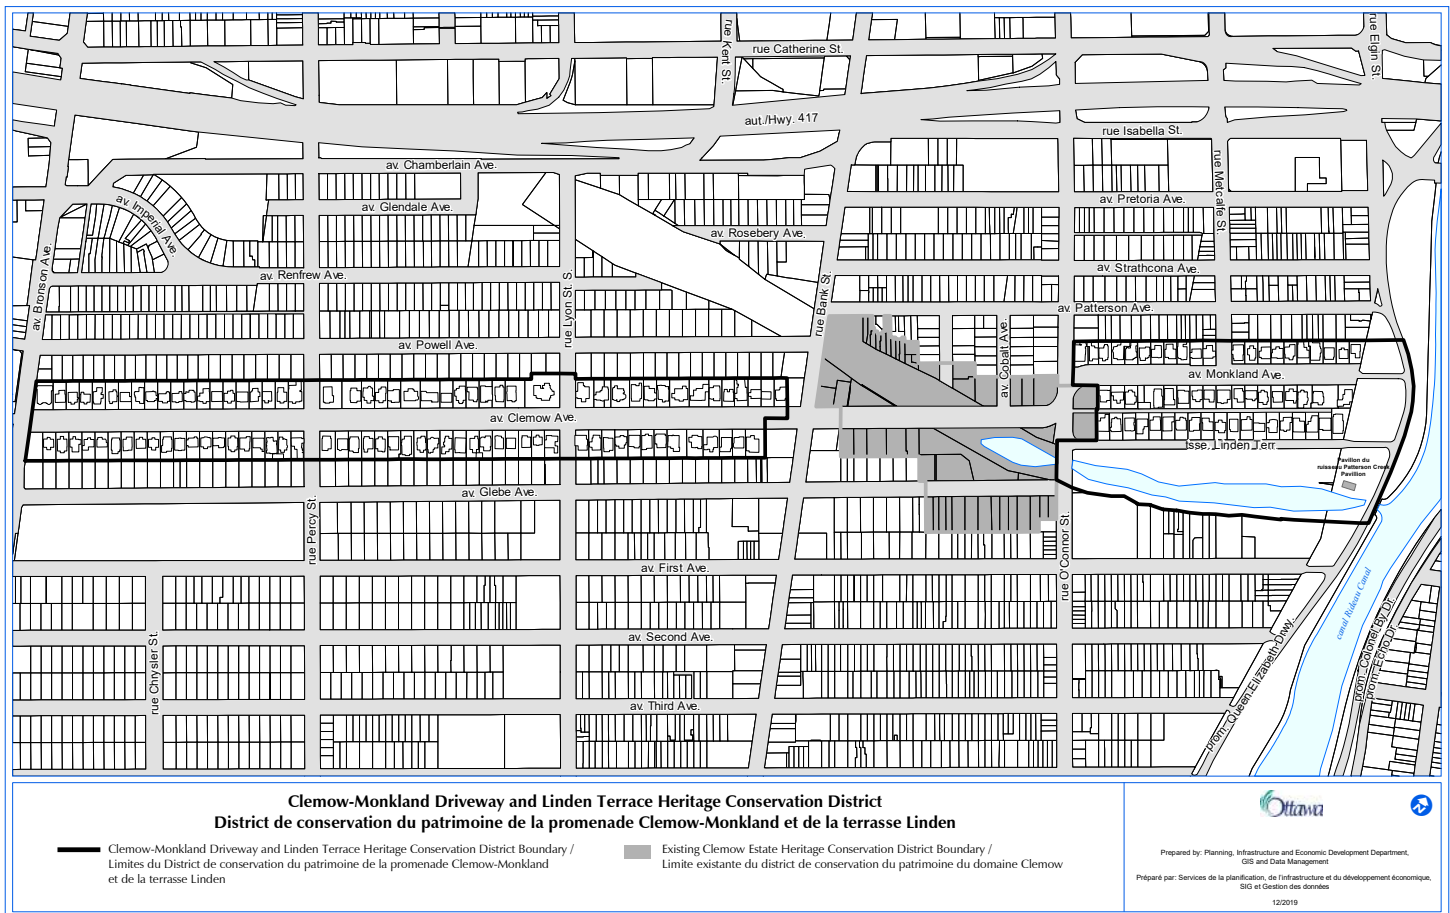 rue Kent St.
rue Elgin St.
rue Catherine St.
aut./Hwy. 417
rue Isabella St.
av. Chamberlain Ave.
rue Metcalfe St.
av. Imperial Ave.
av. Glendale Ave.
av. Pretoria Ave.
av. Rosebery Ave.
av. Bronson Ave.
av. Renfrew Ave.
rue Lyon St. S.
rue Bank St.
av. Strathcona Ave.
av. Patterson Ave.
av. Powell Ave.
av. Cobalt Ave.
av. Monkland Ave.
av. Clemow Ave.
tsse. Linden Terr
Pavillon du
ruisseau Patterson Creek
Pavillion
av. Glebe Ave.
rue Percy St.
rue O'Connor St.
av. First Ave.
canal Rideau Canal
av. Second Ave.
rue Chrysler St.
prom. Queen Elizabeth Drwy.
prom. Colonel By Dr.
prom. Echo Dr.
av. Third Ave.
Clemow-Monkland Driveway and Linden Terrace Heritage Conservation District
District de conservation du patrimoine de la promenade Clemow-Monkland et de la terrasse Linden
Clemow-Monkland Driveway and Linden Terrace Heritage Conservation District Boundary /
Limites du District de conservation du patrimoine de la promenade Clemow-Monkland
et de la terrasse Linden
Existing Clemow Estate Heritage Conservation District Boundary /
Limite existante du district de conservation du patrimoine du domaine Clemow
Ottawa
Prepared by: Planning, Infrastructure and Economic Development Department,
GIS and Data Management
Préparé par: Services de la planification, de l'infrastructure et du développement économique,
SIG et Gestion des données
12/2019